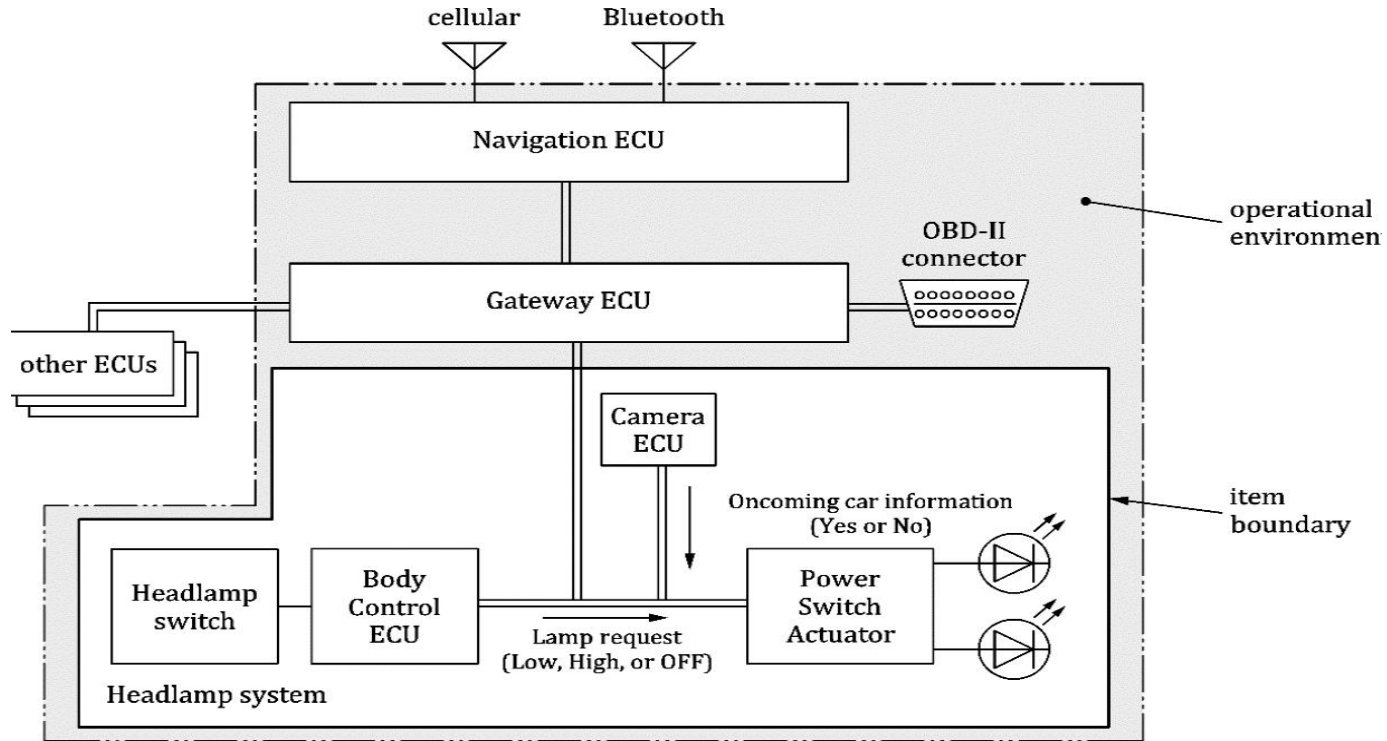 cellular
Bluetooth
Navigation ECU
operational
environmen
OBD-II
connector
Gateway ECU
other ECUs
Camera
ECU
Oncoming car information
(Yes or No)
item
boundary
Headlamp
switch
Body
Control
ECU
Power
Switch
Actuator
Lamp request
(Low, High, or OFF)
Headlamp system